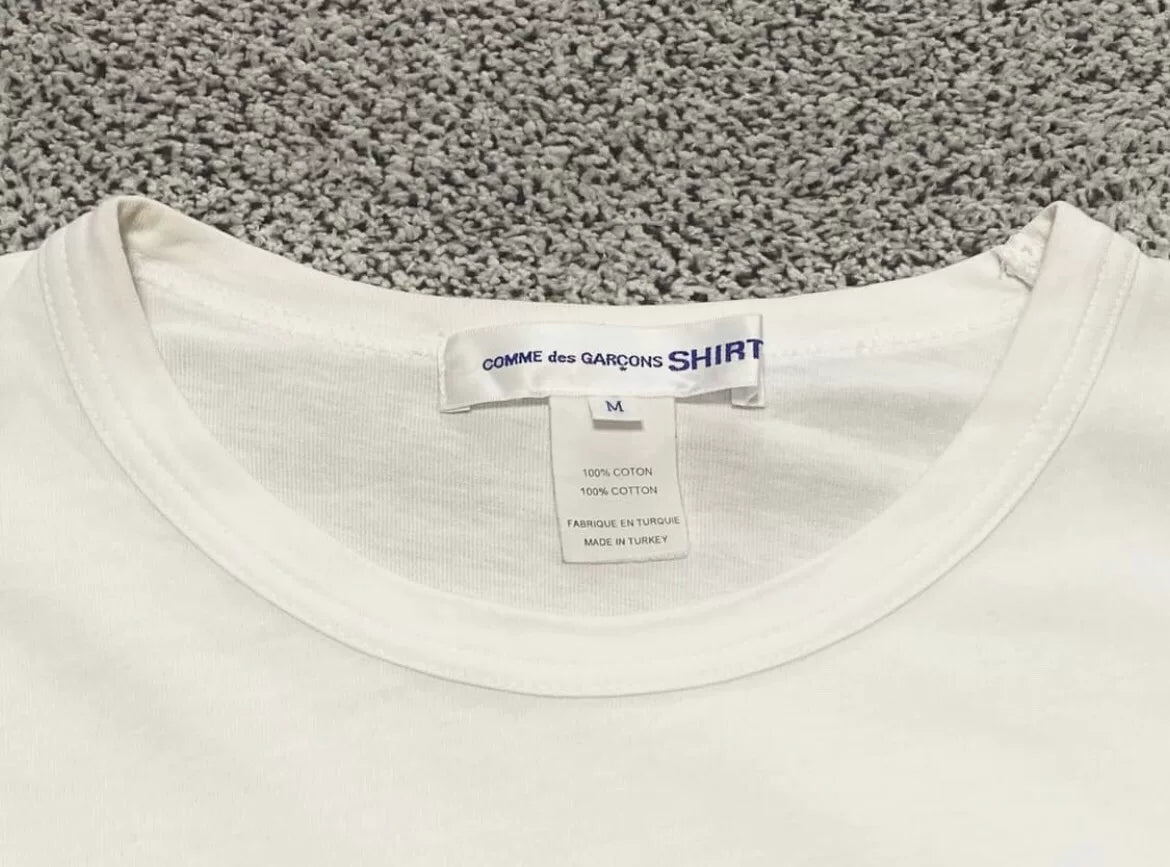 COMME des GARÇONS SHIRT
M
100% COTON
100% COTTON
FABRIQUE EN TURQUIE
MADE IN TURKEY